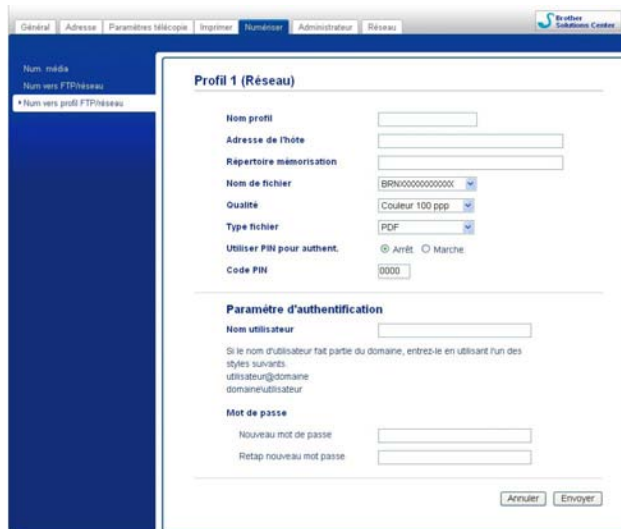 Général Adresse Paramètres télécopie Imprimer Numériser Administrateur Réseau
Brother
Solutions Center
Num. média
Num vers FTP/réseau
Num vers profil FTP/réseau
Profil 1 (Réseau)
Nom profil
Adresse de l'hôte
Répertoire mémorisation
Nom de fichier BRNXXXXXXXXXXXX
Qualité Couleur 100 ppp
Type fichier PDF
Utiliser PIN pour authent. Arrêt Marche
Code PIN 0000
Paramétre d'authentification
Nom utilisateur
Si le nom d'utilisateur fait partie du domaine, entrez-le en utilisant l'un des
styles suivants
utilisateur@domaine
domaine\utilisateur
Mot de passe
Nouveau mot de passe
Retap nouveau mot passe
Annuler Envoyer